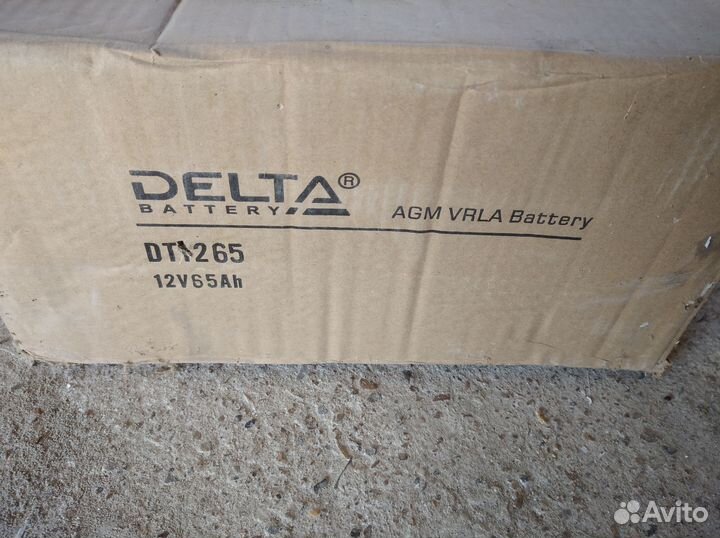 DELTA®
BATTERY
AGM VRLA Battery
DT1265
12V65Ah
Avito